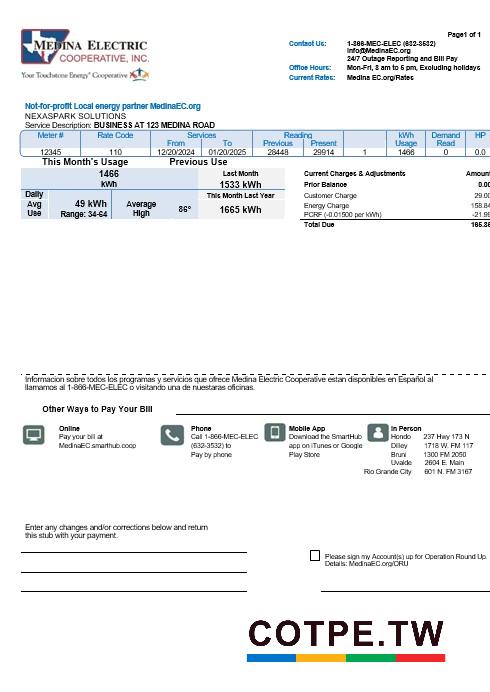 Page1 of 1
MEDINA ELECTRIC
COOPERATIVE, INC.
Your Touchstone Energy® Cooperative
Contact Us: 1-866-MEC-ELEC (632-3532)
Info@MedinaEC.org
24/7 Outage Reporting and Bill Pay
Office Hours: Mon-Fri, 8 am to 5 pm, Excluding holidays
Current Rates: Medina EC.org/Rates
Not-for-profit Local energy partner MedinaEC.org
NEXASPARK SOLUTIONS
Service Description: BUSINESS AT 123 MEDINA ROAD
Meter # Rate Code Services Reading kWh Demand HP
From To Previous Present Usage Read
12345 110 12/20/2024 01/20/2025 28448 29914 1 1466 0 0.0
This Month's Usage Previous Use
1466 kWh
Last Month
1533 kWh
Daily Avg Use
49 kWh
Range: 34-64
Average High
86°
This Month Last Year
1665 kWh
Current Charges & Adjustments Amoun
Prior Balance 0.00
Customer Charge 29.00
Energy Charge 158.84
PCRF (-0.01500 per kWh) -21.99
Total Due
Informacion sobre todos los programas y servicios que ofrece Medina Electric Cooperative estan disponibles en Español al
llamamos al 1-866-MEC-ELEC o visitando una de nuestaras oficinas.
Other Ways to Pay Your Bill
Online
Pay your bill at
MedinaEC.smarthub.coop
Phone
Call 1-866-MEC-ELEC
(632-3532) to
Pay by phone
Mobile App
Download the SmartHub
app on iTunes or Google
Play Store
In Person
Hondo 237 Hwy 173 N
Dilley 1718 W. FM 117
Bruni 1300 FM 2050
Uvalde 2604 E. Main
Rio Grande City 601 N. FM 3167
Enter any changes and/or corrections below and return
this stub with your payment.
Please sign my Account(s) up for Operation Round Up.
Details: MedinaEC.org/ORU
COTPE.TW